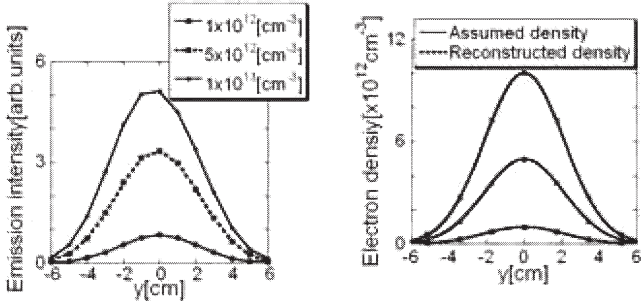 1x10^12[cm^-3]
5x10^12[cm^-3]
1x10^13[cm^-3]
Emission intensity[arb.units]
6
3
0
-6 -4 -2 0 2 4 6
y[cm]
Assumed density
Reconstructed density
Electron densiy[x10^12cm^-3]
12
6
0
-6 -4 -2 0 2 4 6
y[cm]